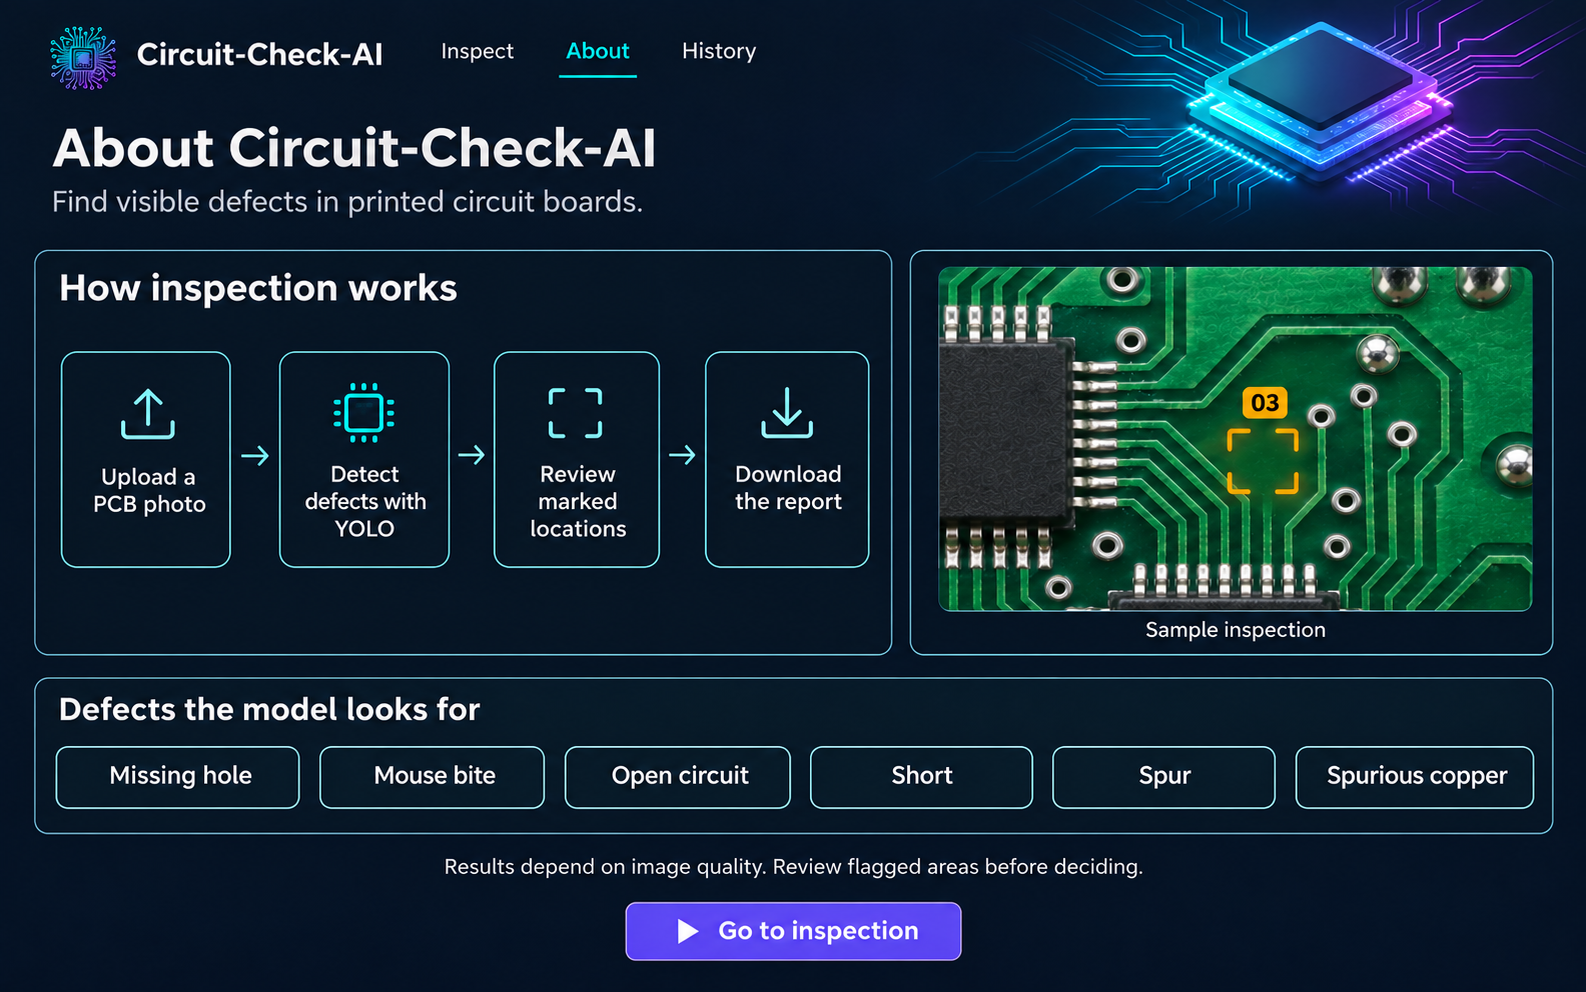 Circuit-Check-AI
Inspect
About
History
About Circuit-Check-AI
Find visible defects in printed circuit boards.
How inspection works
Upload a
PCB photo
Detect
defects with
YOLO
Review
marked
locations
Download
the report
03
Sample inspection
Defects the model looks for
Missing hole
Mouse bite
Open circuit
Short
Spur
Spurious copper
Results depend on image quality. Review flagged areas before deciding.
Go to inspection